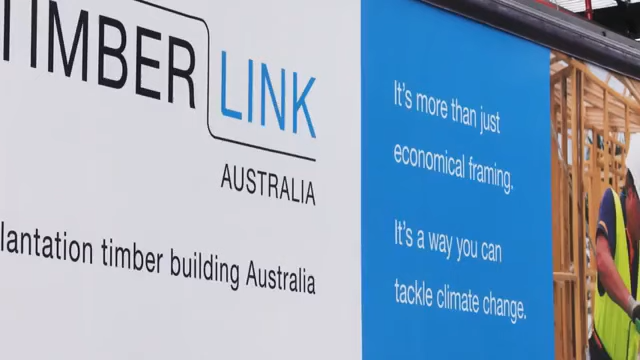 TIMBER
LINK
AUSTRALIA
lantation timber building Australia
It's more than just
economical framing.
It's a way you can
tackle climate change.